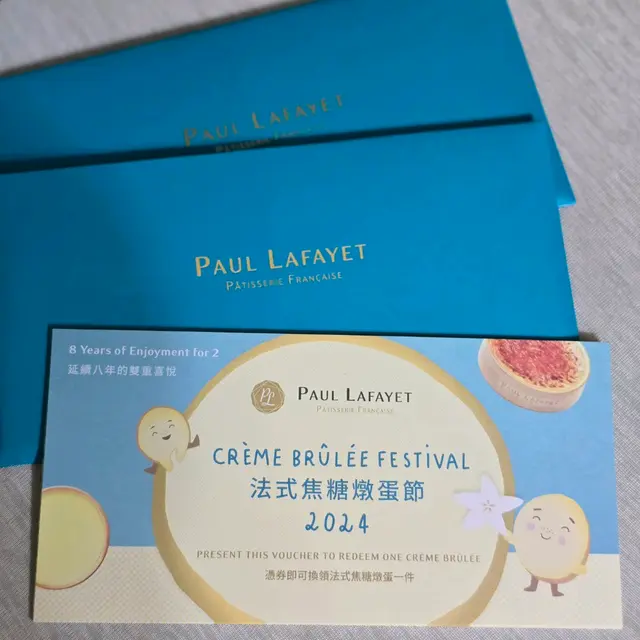 PAUL LAFAYET
PÂTISSERIE
PAUL LAFAYET
PÂTISSERIE FRANÇAISE
8 Years of Enjoyment for 2
延續八年的雙重喜悅
PL
PAUL LAFAYET
PÂTISSERIE FRANÇAISE
CRÈME BRÛLÉE FESTIVAL
法式焦糖燉蛋節
2024
PRESENT THIS VOUCHER TO REDEEM ONE CRÈME BRÛLÉE
憑券即可換領法式焦糖燉蛋一件